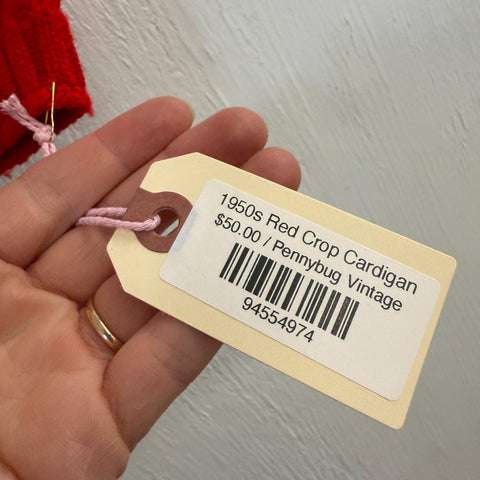 1950s Red Crop Cardigan
$50.00 / Pennybug Vintage
94554974